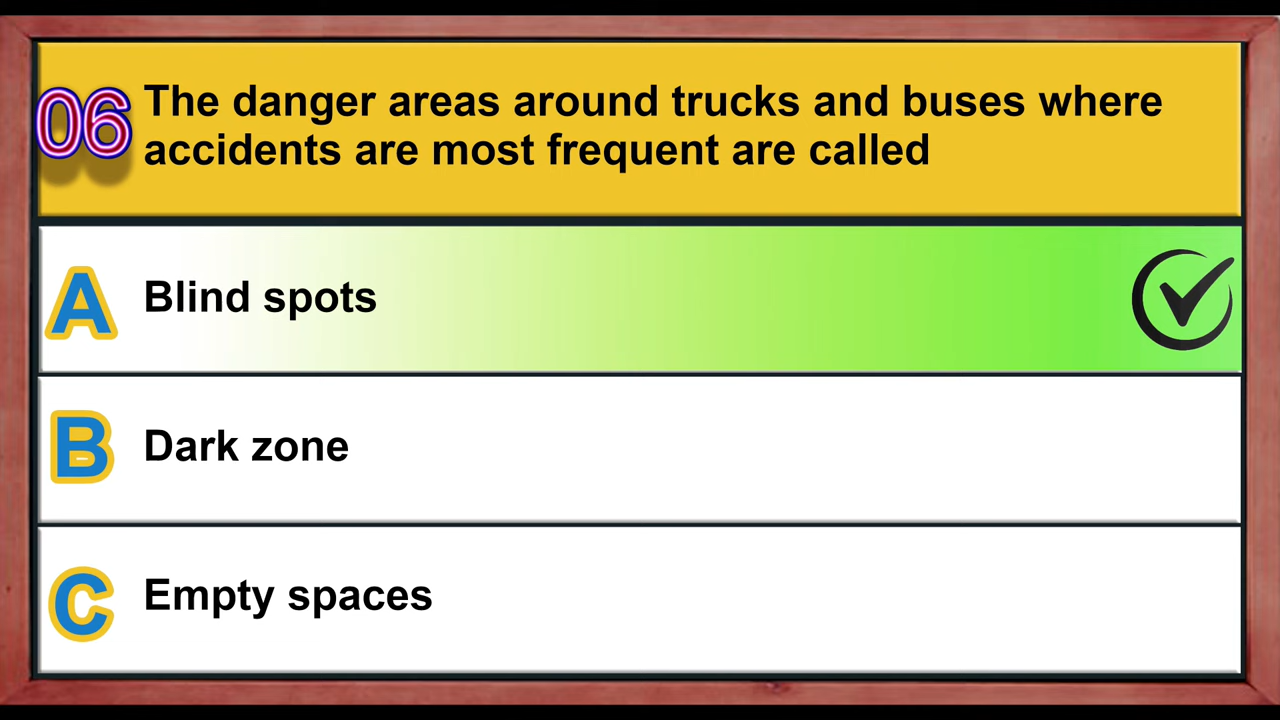 06
The danger areas around trucks and buses where
accidents are most frequent are called
A
Blind spots
B
Dark zone
C
Empty spaces